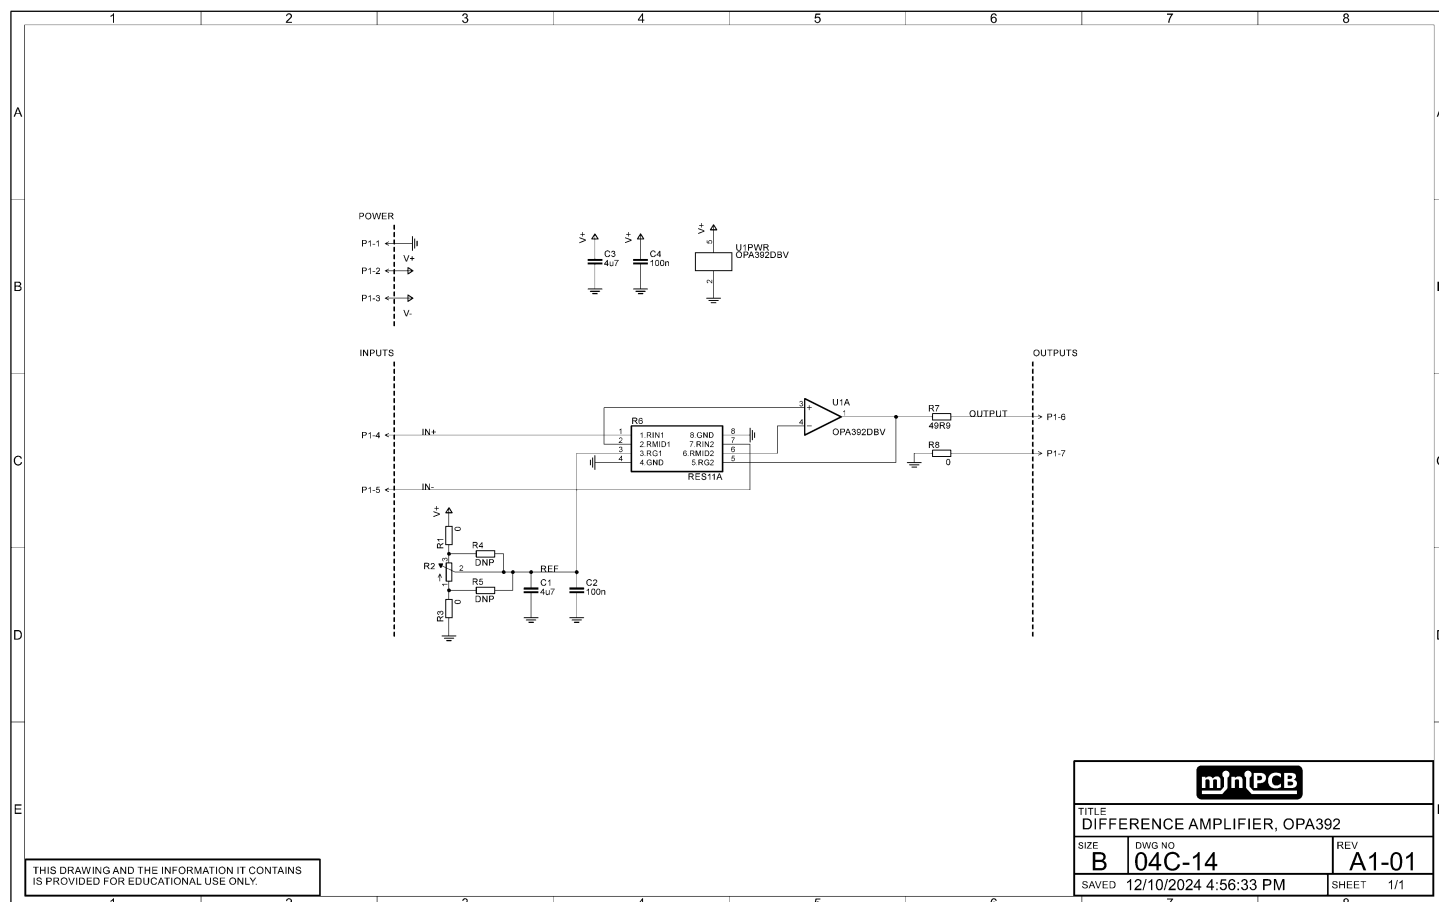 1 2 3 4 5 6 7 8
A
POWER
P1-1
V+
P1-2
P1-3
V-
V+
C3
4u7
V+
C4
100n
V+
5
U1PWR
OPA392DBV
2
B
INPUTS
OUTPUTS
U1A
3
+
1
4
-
OPA392DBV
R7
OUTPUT
P1-6
49R9
R8
P1-7
0
R6
P1-4
IN+
1 1.RIN1 8.GND 8
2 2.RMID1 7.RIN2 7
3 3.RG1 6.RMID2 6
4 4.GND 5.RG2 5
RES11A
C
P1-5
IN-
V+
R1
0
R4
DNP
3
R2
2
REF
1
R5
DNP
C1
4u7
C2
100n
R3
0
D
E
miniPCB
TITLE
DIFFERENCE AMPLIFIER, OPA392
SIZE
B
DWG NO
04C-14
REV
A1-01
SAVED 12/10/2024 4:56:33 PM
SHEET 1/1
THIS DRAWING AND THE INFORMATION IT CONTAINS
IS PROVIDED FOR EDUCATIONAL USE ONLY.